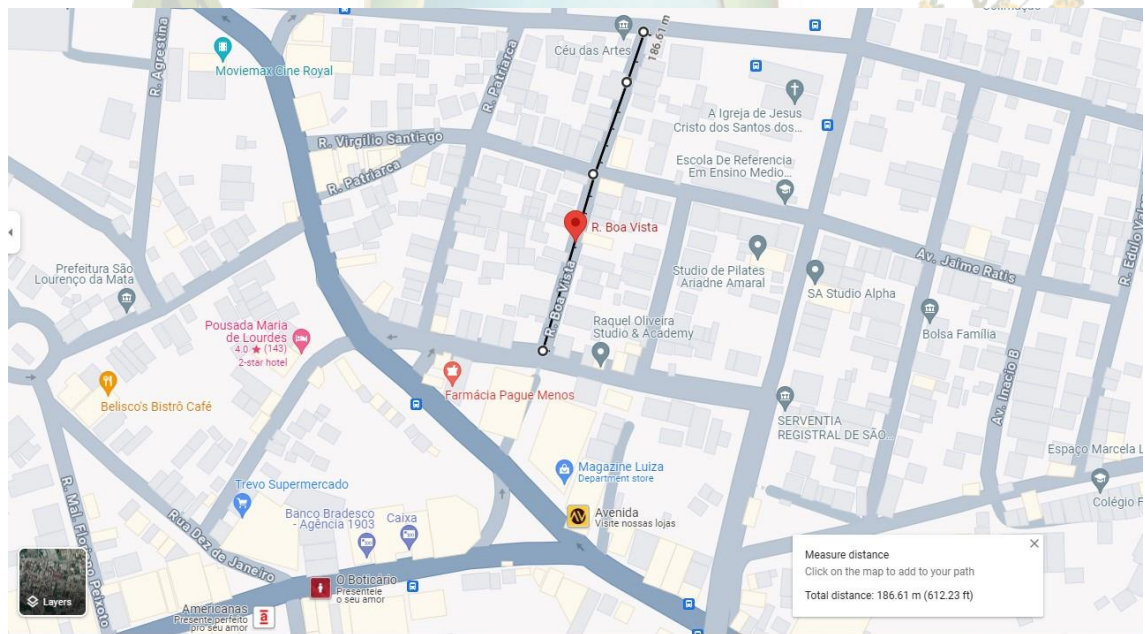 Céu das Artes
186.61 m
Moviemax Cine Royal
R. Agrestina
R. Patriarca
A Igreja de Jesus
Cristo dos Santos dos...
R. Virgílio Santiago
Escola De Referencia
Em Ensino Medio...
R. Patriarca
R. Boa Vista
Av. Jaime Ratis
Studio de Pilates
Ariadne Amaral
Prefeitura São
Lourenço da Mata
SA Studio Alpha
R. Boa Vista
Bolsa Família
Pousada Maria
de Lourdes
4.0 ★ (143)
2-star hotel
Raquel Oliveira
Studio & Academy
Farmácia Pague Menos
Belisco's Bistrô Café
Av. Inacio B
SERVENTIA
REGISTRAL DE SÃO...
Espaço Marcela L
Magazine Luiza
Department store
Trevo Supermercado
Colégio F
R. Mal. Floriano Peixoto
Rua Dez de Janeiro
Banco Bradesco
- Agência 1903
Caixa
Avenida
Visite nossas lojas
Measure distance
Click on the map to add to your path
Total distance: 186.61 m (612.23 ft)
O Boticário
Presenteie
o seu amor
Layers
Americanas
Presente perfeito
pro seu amor